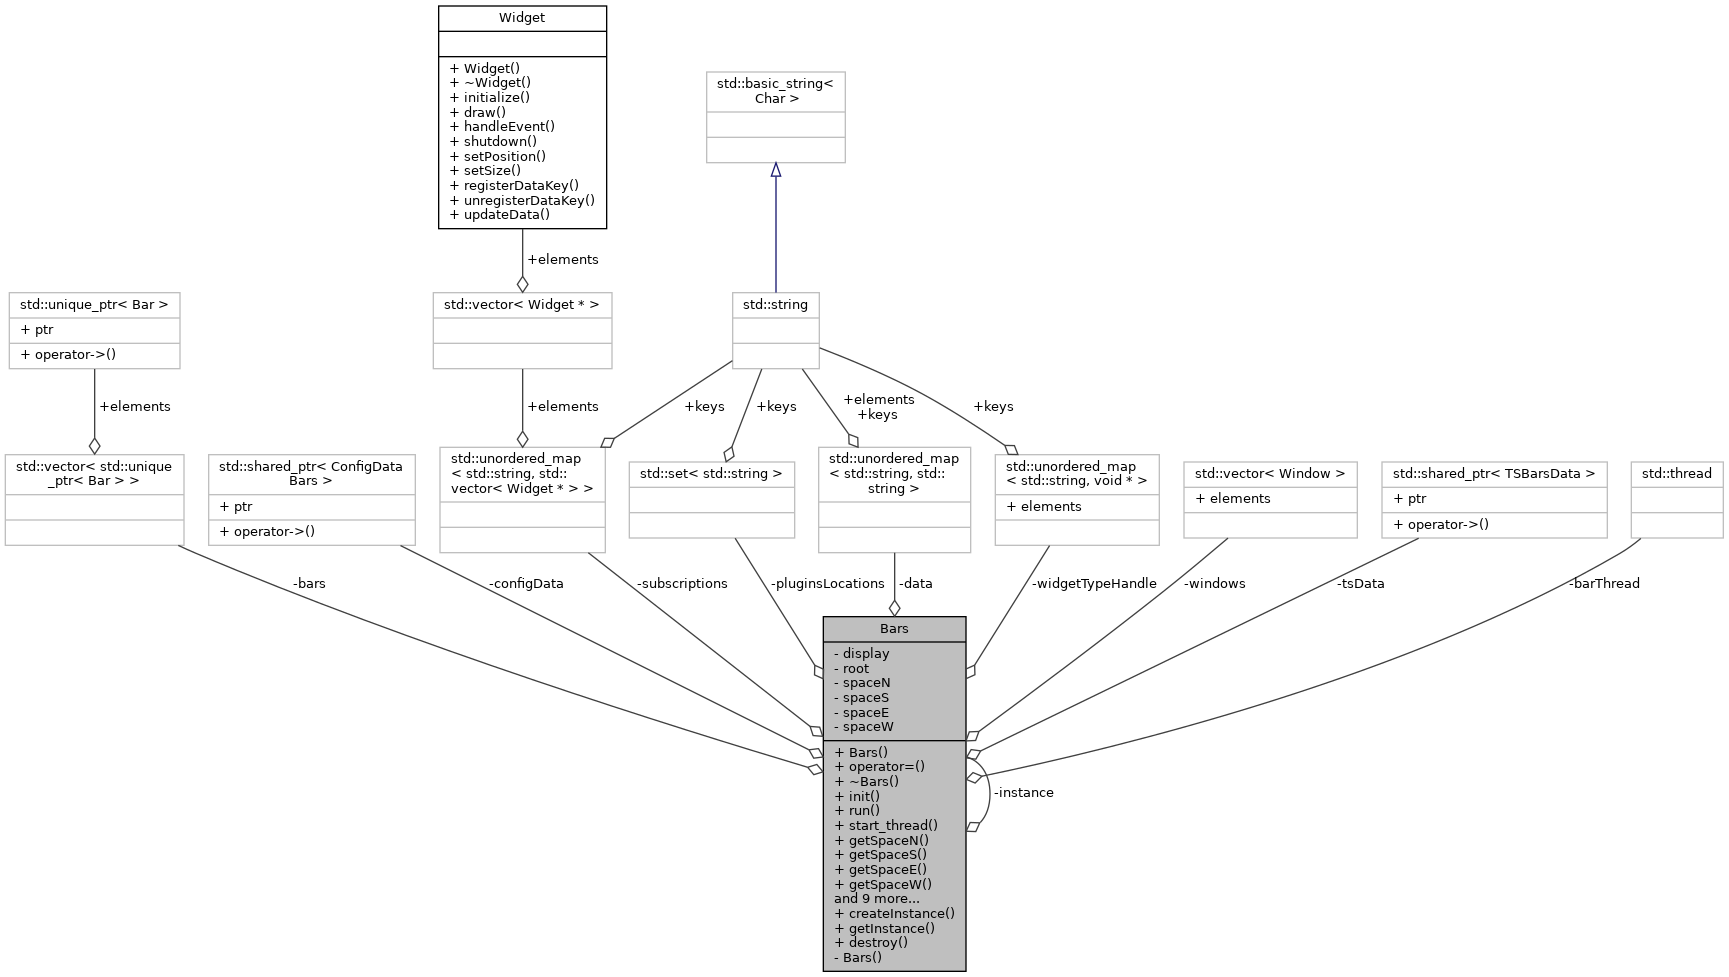 Widget
+ Widget()
+ ~Widget()
+ initialize()
+ draw()
+ handleEvent()
+ shutdown()
+ setPosition()
+ setSize()
+ registerDataKey()
+ unregisterDataKey()
+ updateData()
std::basic_string<
Char >
+elements
std::unique_ptr< Bar >
+ ptr
+ operator->()
std::vector< Widget * >
std::string
+elements
+elements
+keys
+keys
+elements
+keys
+keys
std::vector< std::unique
_ptr< Bar > >
std::shared_ptr< ConfigData
Bars >
+ ptr
+ operator->()
std::unordered_map
< std::string, std::
vector< Widget * > >
std::set< std::string >
std::unordered_map
< std::string, std::
string >
std::unordered_map
< std::string, void * >
+ elements
std::vector< Window >
+ elements
std::shared_ptr< TSBarsData >
+ ptr
+ operator->()
std::thread
-bars
-configData
-subscriptions
-pluginsLocations
-data
-widgetTypeHandle
-windows
-tsData
-barThread
Bars
- display
- root
- spaceN
- spaceS
- spaceE
- spaceW
+ Bars()
+ operator=()
+ ~Bars()
+ init()
+ run()
+ start_thread()
+ getSpaceN()
+ getSpaceS()
+ getSpaceE()
+ getSpaceW()
and 9 more...
+ createInstance()
+ getInstance()
+ destroy()
- Bars()
-instance